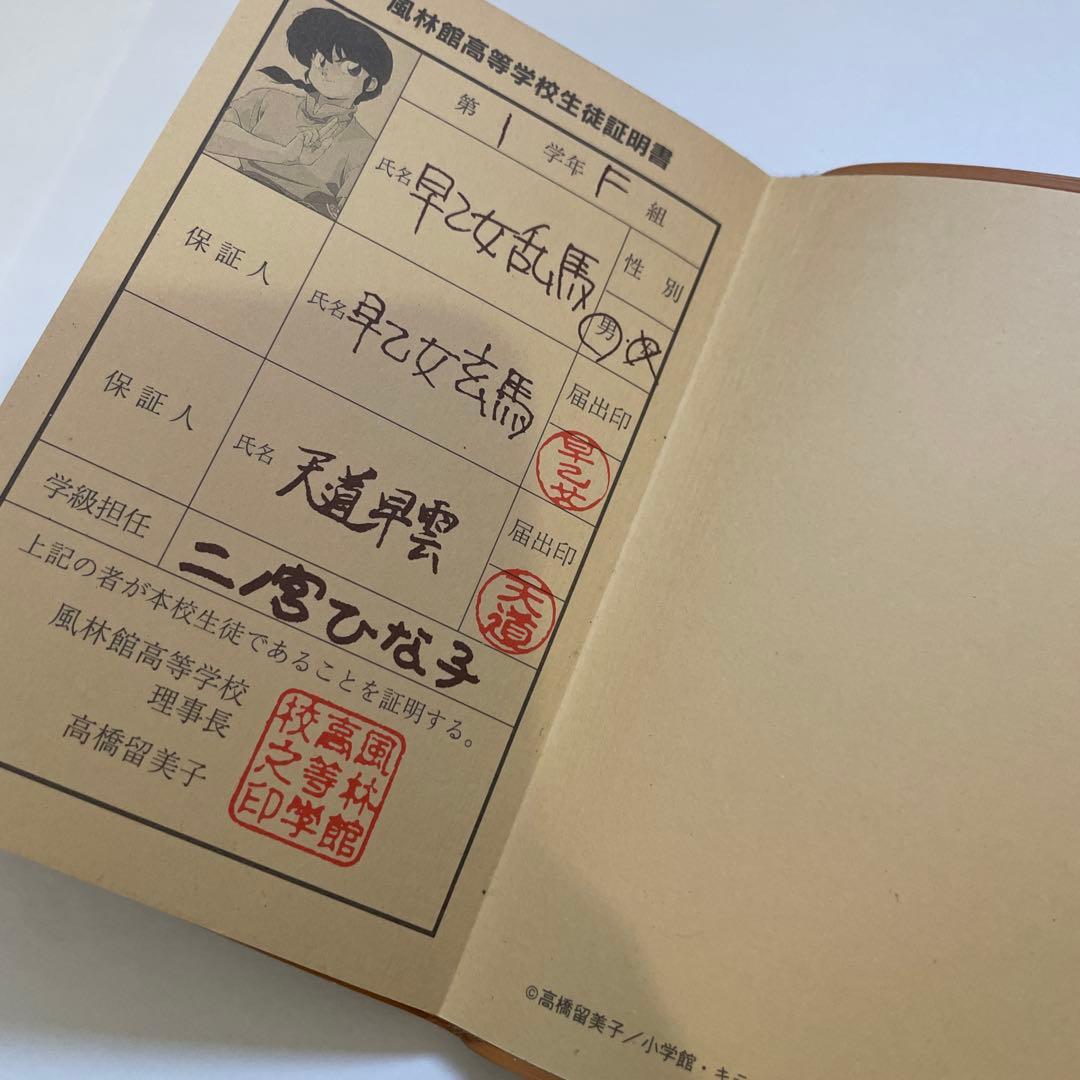 風林館高等学校生徒証明書
第 1 学年 F 組
氏名 早乙女乱馬
性別
男・女
保証人
氏名 早乙女玄馬
届出印
早乙女
保証人
氏名 天道早雲
届出印
天道
学級担任
二ノ宮ひな子
上記の者が本校生徒であることを証明する。
風林館高等学校
理事長
高橋留美子
風林館高等学校之印
©高橋留美子／小学館・キテ